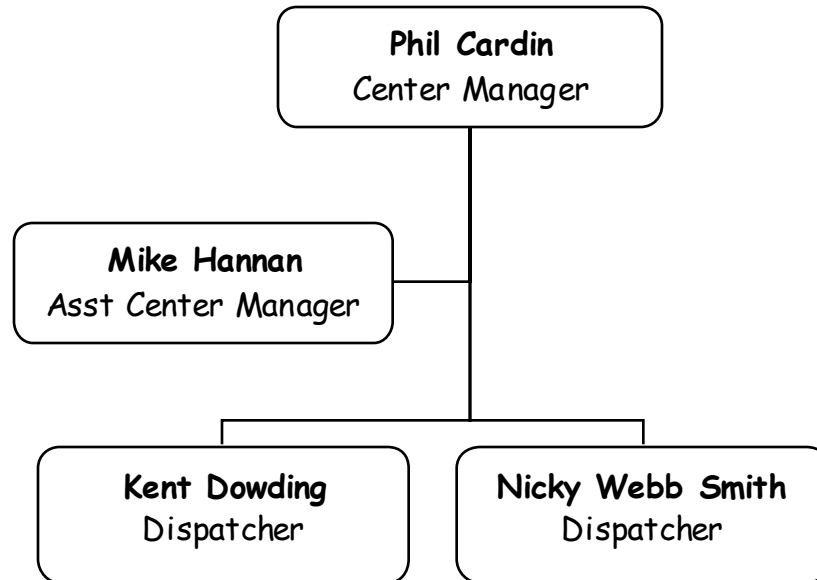 Phil Cardin
Center Manager
Mike Hannan
Asst Center Manager
Kent Dowding
Dispatcher
Nicky Webb Smith
Dispatcher